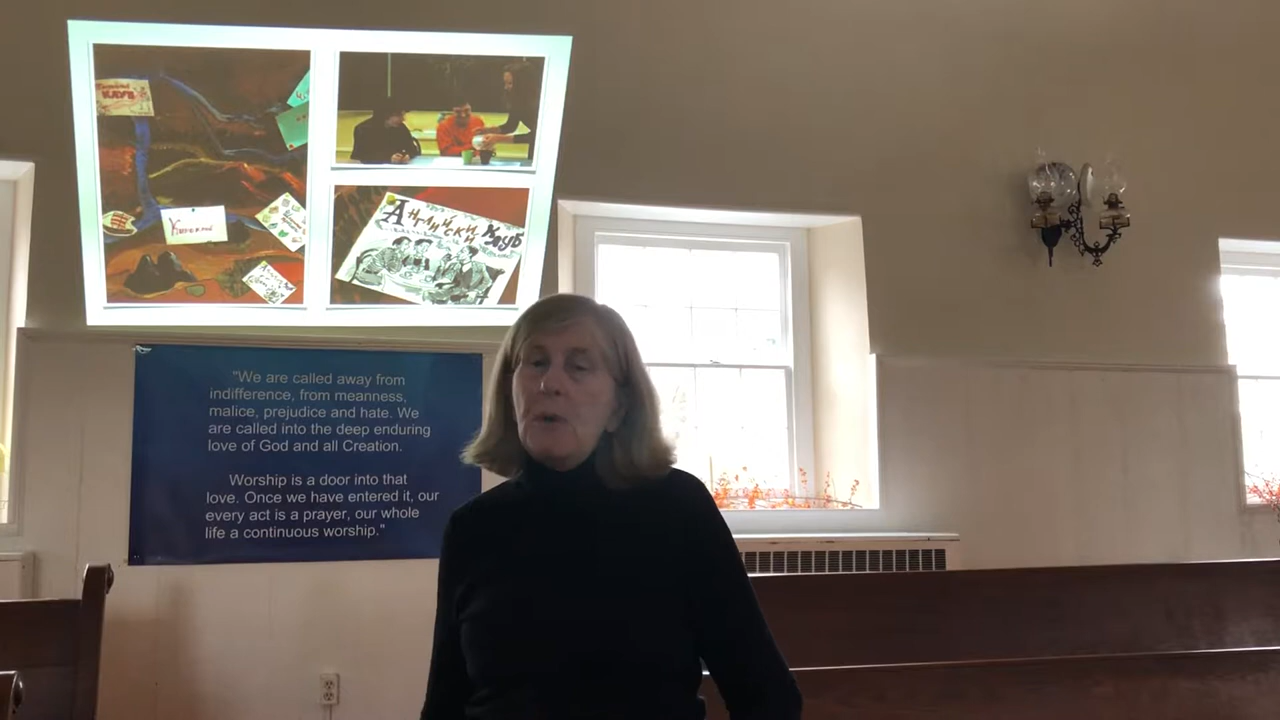 КЛУБ
Английский
Клуб
"We are called away from
indifference, from meanness,
malice, prejudice and hate. We
are called into the deep enduring
love of God and all Creation.
Worship is a door into that
love. Once we have entered it, our
every act is a prayer, our whole
life a continuous worship."